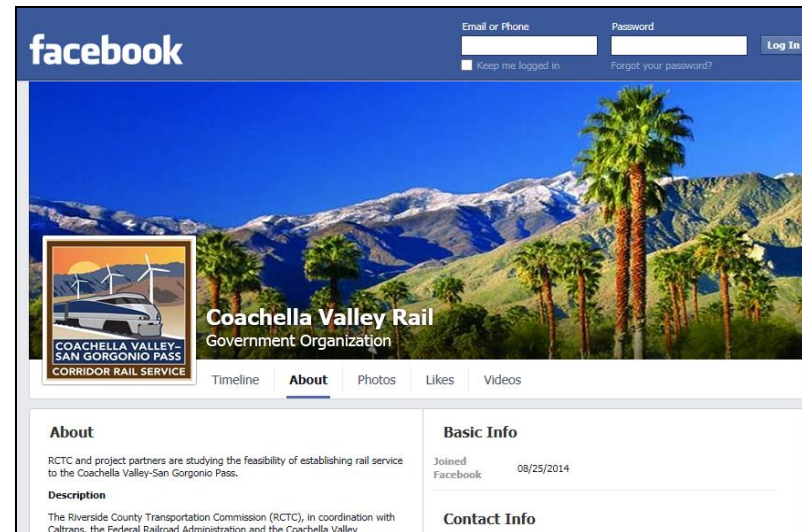 facebook
Email or Phone
Password
Log In
Keep me logged in
Forgot your password?
COACHELLA VALLEY–
SAN GORGONIO PASS
CORRIDOR RAIL SERVICE
Coachella Valley Rail
Government Organization
Timeline
About
Photos
Likes
Videos
About
RCTC and project partners are studying the feasibility of establishing rail service
to the Coachella Valley-San Gorgonio Pass.
Description
The Riverside County Transportation Commission (RCTC), in coordination with
Caltrans, the Federal Railroad Administration and the Coachella Valley
Basic Info
Joined
Facebook
08/25/2014
Contact Info